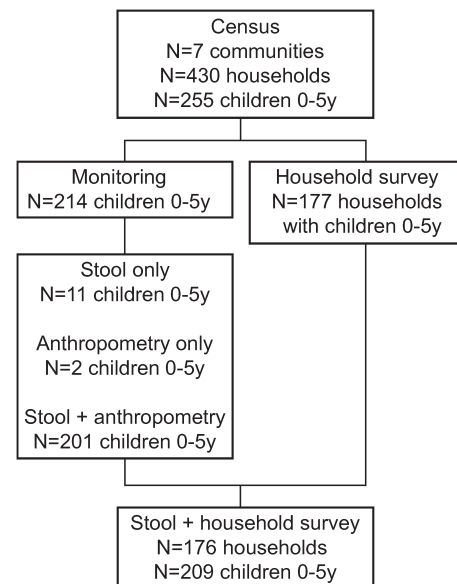 Census
N=7 communities
N=430 households
N=255 children 0-5y
Monitoring
N=214 children 0-5y
Household survey
N=177 households
with children 0-5y
Stool only
N=11 children 0-5y
Anthropometry only
N=2 children 0-5y
Stool + anthropometry
N=201 children 0-5y
Stool + household survey
N=176 households
N=209 children 0-5y